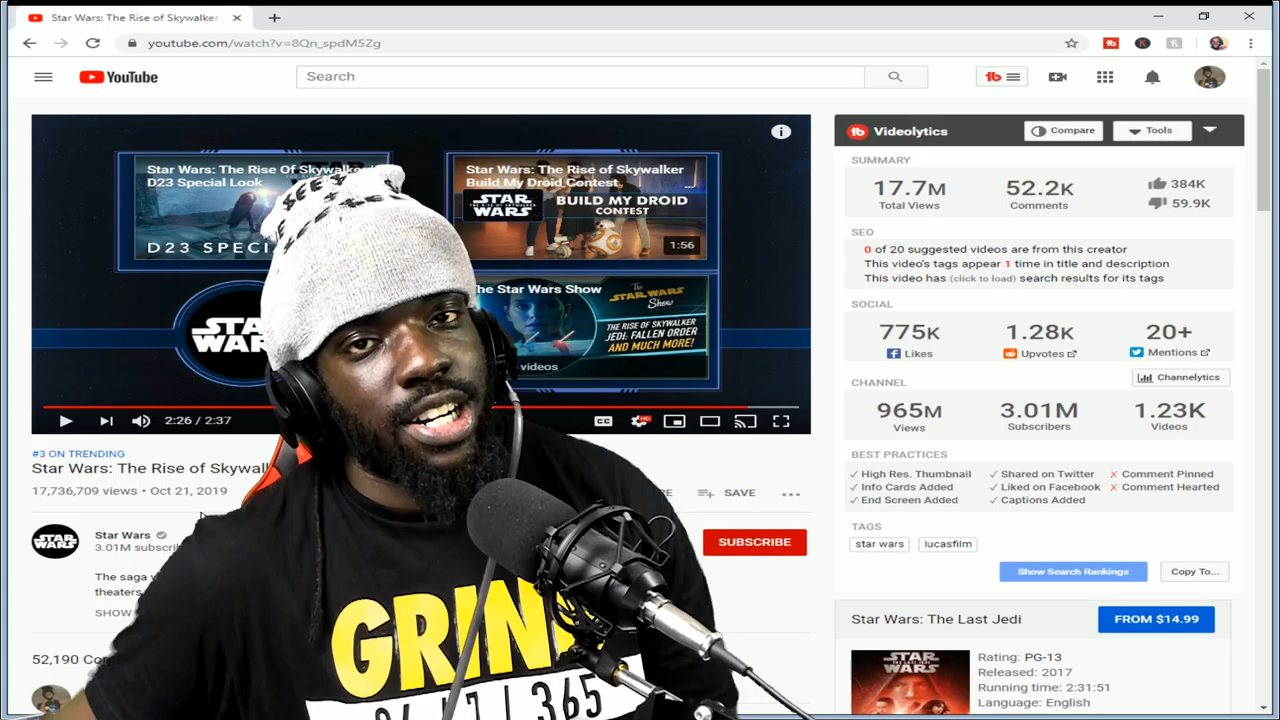 Star Wars: The Rise of Skywalker
youtube.com/watch?v=8Qn_spdM5Zg
YouTube
Search
Star Wars: The Rise Of Skywalker
D23 Special Look
D23 SPECI
Star Wars: The Rise of Skywalker
Build My Droid Contest
STAR WARS
BUILD MY DROID
CONTEST
1:56
STA
WAR
The Star Wars Show
The STAR WARS Show
THE RISE OF SKYWALKER
JEDI: FALLEN ORDER
AND MUCH MORE!
videos
2:26 / 2:37
CC
HD
#3 ON TRENDING
Star Wars: The Rise of Skywal
17,736,709 views • Oct 21, 2019
RE
SAVE
STAR WARS
Star Wars
3.01M subscri
SUBSCRIBE
The saga
theaters
SHOW
52,190 Co
GRIN
/ 7 / 365
tb Videolytics
Compare
Tools
SUMMARY
17.7M
Total Views
52.2K
Comments
384K
59.9K
SEO
0 of 20 suggested videos are from this creator
This video's tags appear 1 time in title and description
This video has (click to load) search results for its tags
SOCIAL
775K
Likes
1.28K
Upvotes
20+
Mentions
CHANNEL
Channelytics
965M
Views
3.01M
Subscribers
1.23K
Videos
BEST PRACTICES
✓ High Res. Thumbnail
✓ Shared on Twitter
✗ Comment Pinned
✓ Info Cards Added
✓ Liked on Facebook
✗ Comment Hearted
✓ End Screen Added
✓ Captions Added
TAGS
star wars
lucasfilm
Show Search Rankings
Copy To...
Star Wars: The Last Jedi
FROM $14.99
STAR WARS
Rating: PG-13
Released: 2017
Running time: 2:31:51
Language: English